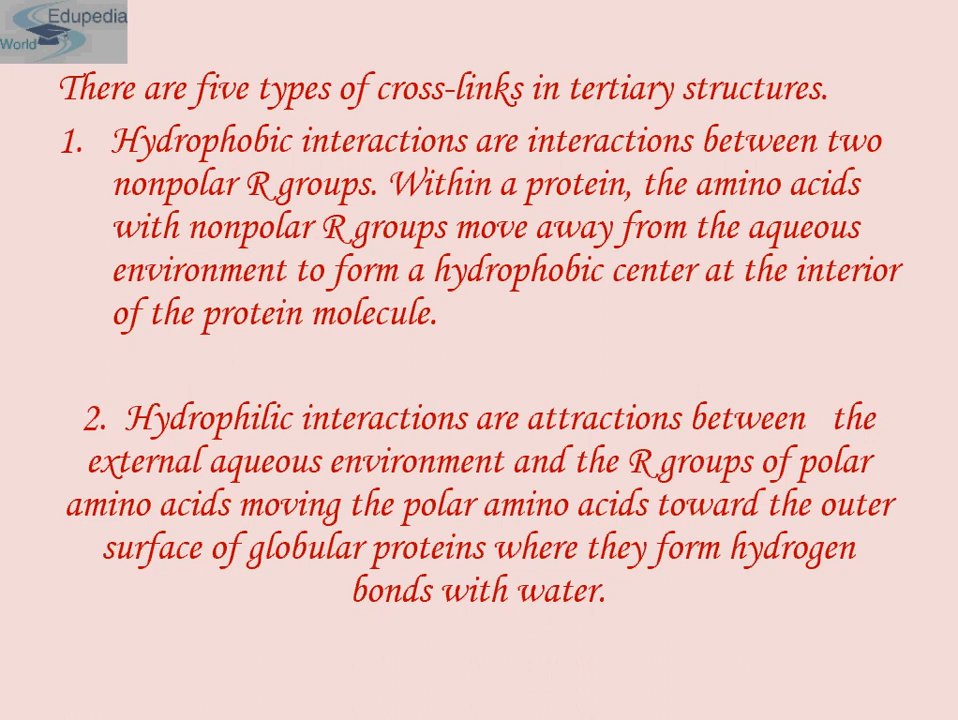 Edupedia
World
There are five types of cross-links in tertiary structures.
1. Hydrophobic interactions are interactions between two
nonpolar R groups. Within a protein, the amino acids
with nonpolar R groups move away from the aqueous
environment to form a hydrophobic center at the interior
of the protein molecule.
2. Hydrophilic interactions are attractions between the
external aqueous environment and the R groups of polar
amino acids moving the polar amino acids toward the outer
surface of globular proteins where they form hydrogen
bonds with water.